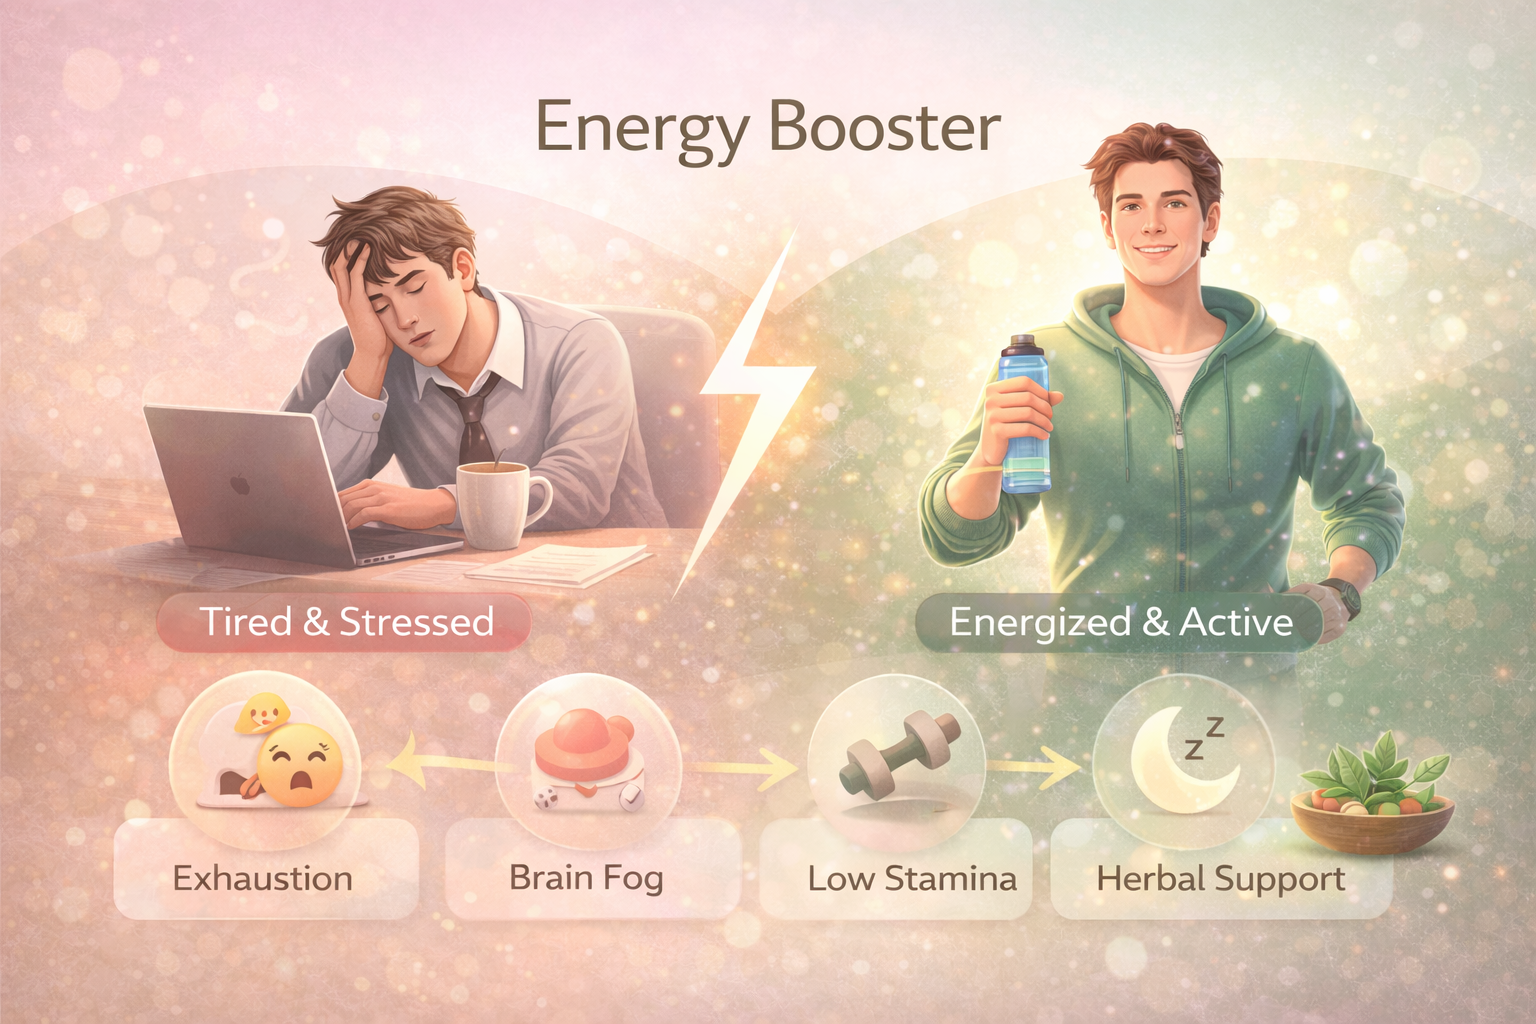 Energy Booster
Tired & Stressed
Energized & Active
z z
Exhaustion
Brain Fog
Low Stamina
Herbal Support